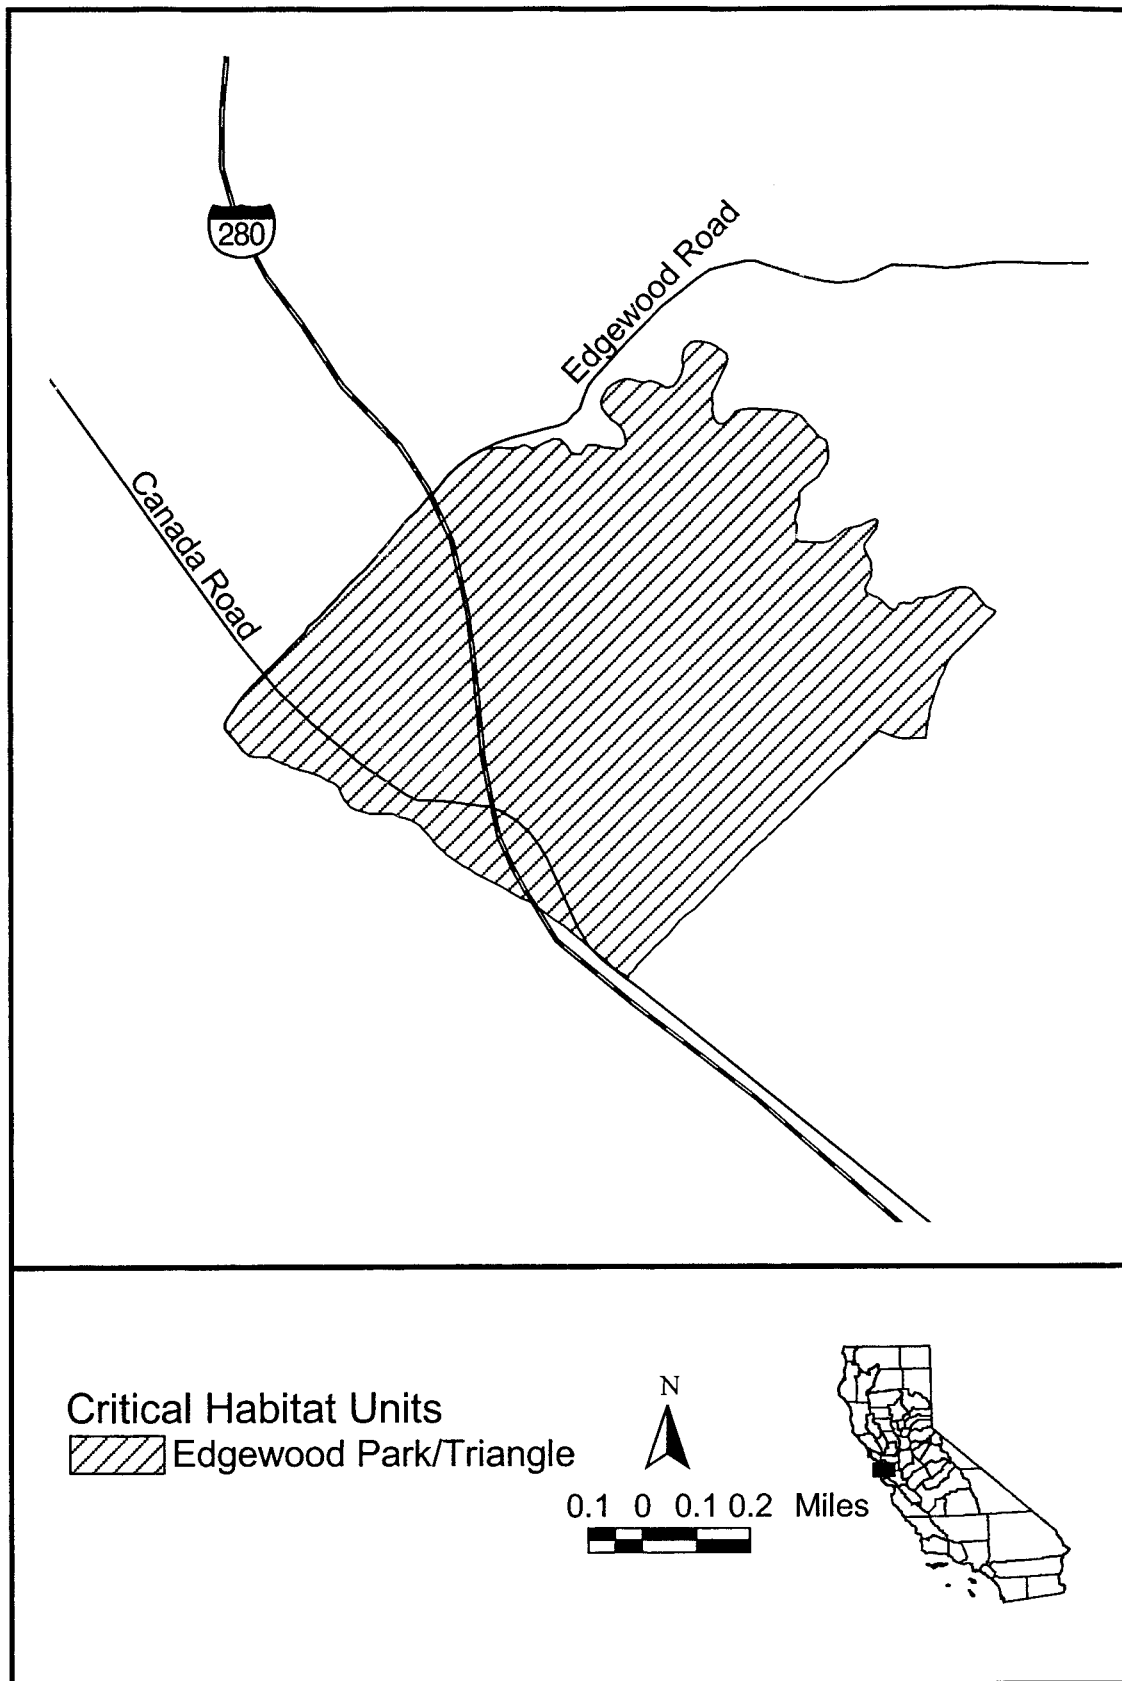 280
Edgewood Road
Canada Road
Critical Habitat Units
Edgewood Park/Triangle
N
0.1 0 0.1 0.2 Miles